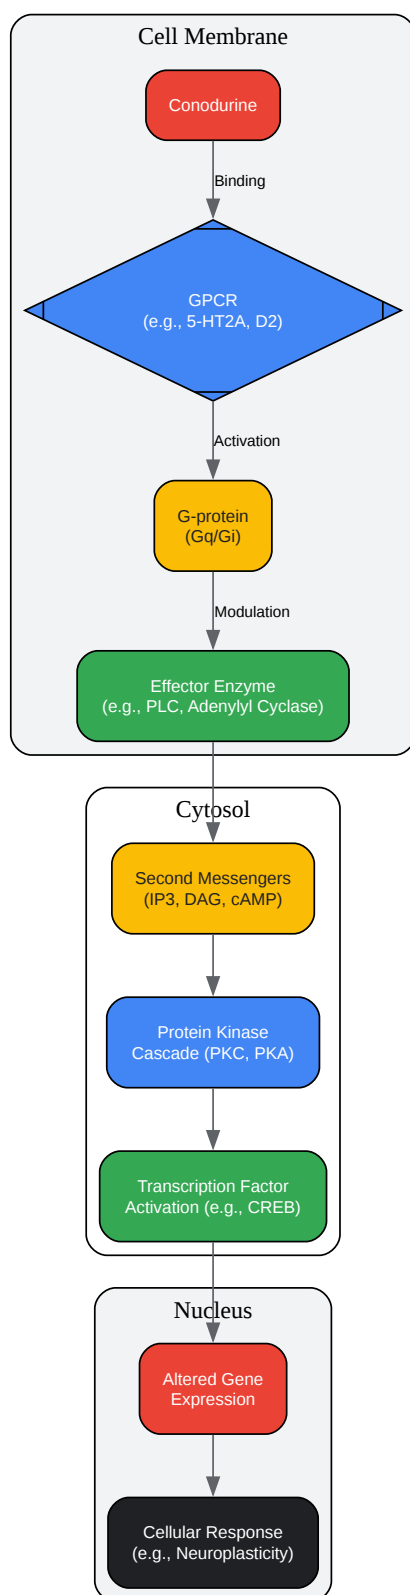 Cell Membrane
Conodurine
Binding
GPCR
(e.g., 5-HT2A, D2)
Activation
G-protein
(Gq/Gi)
Modulation
Effector Enzyme
(e.g., PLC, Adenylyl Cyclase)
Cytosol
Second Messengers
(IP3, DAG, cAMP)
Protein Kinase
Cascade (PKC, PKA)
Transcription Factor
Activation (e.g., CREB)
Nucleus
Altered Gene
Expression
Cellular Response
(e.g., Neuroplasticity)